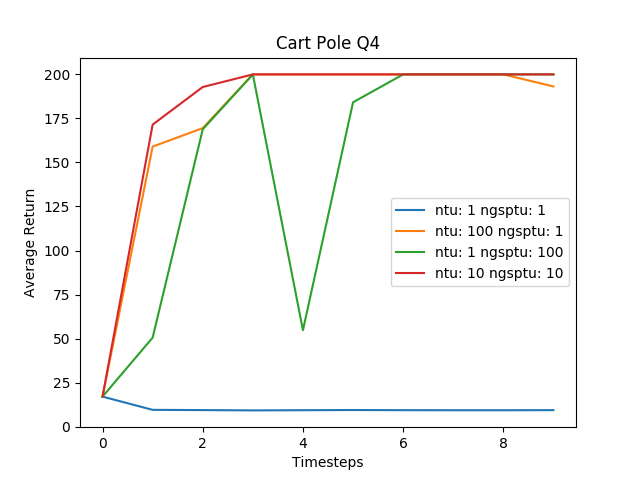 Cart Pole Q4
200
175
150
125
100
75
50
25
0
Average Return
ntu: 1 ngsptu: 1
ntu: 100 ngsptu: 1
ntu: 1 ngsptu: 100
ntu: 10 ngsptu: 10
0 2 4 6 8
Timesteps